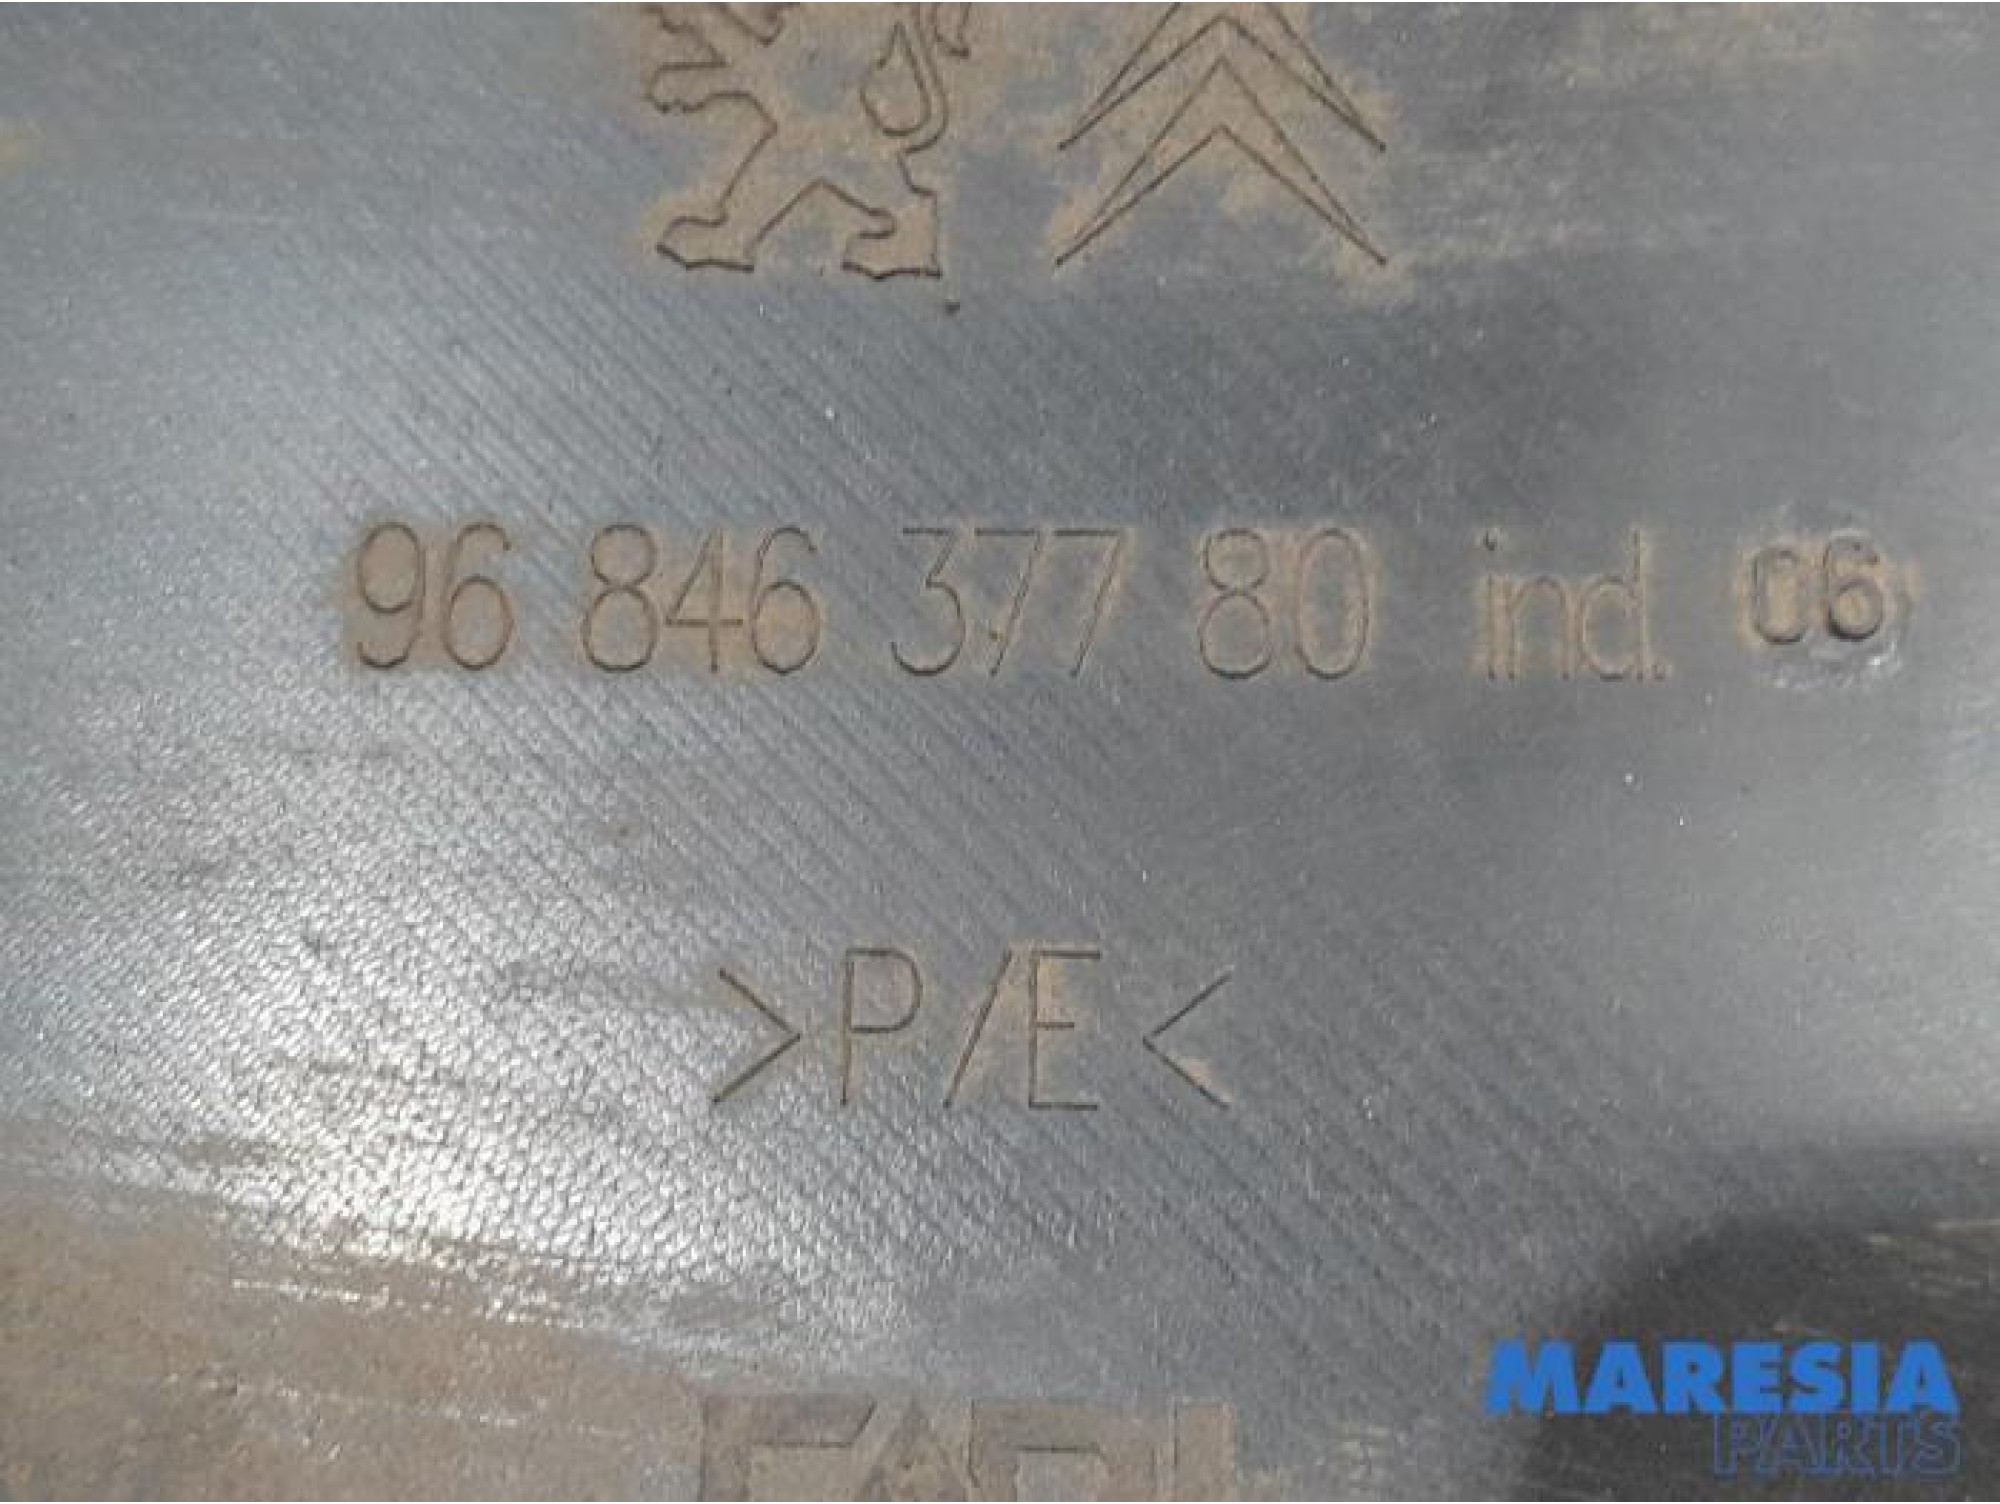 96 846 377 80 ind. 06
>P/E<
MARESIA
PARTS